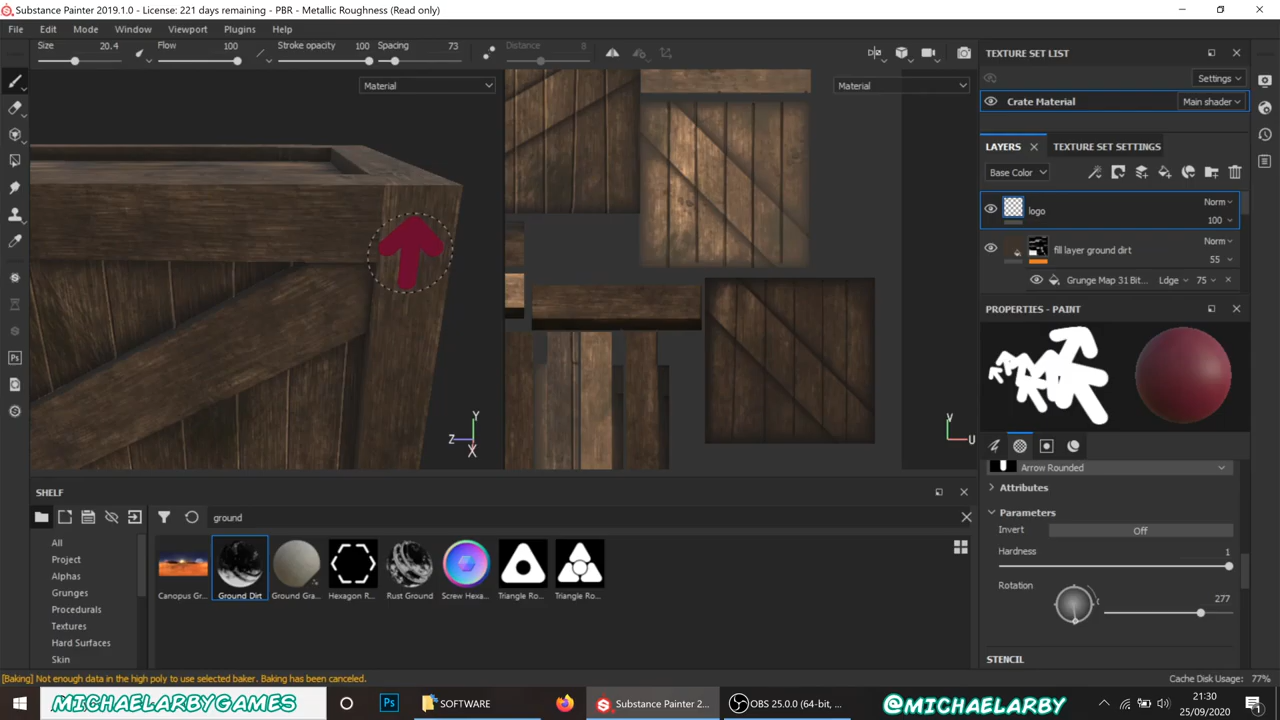 Substance Painter 2019.1.0 - License: 221 days remaining - PBR - Metallic Roughness (Read only)
File Edit Mode Window Viewport Plugins Help
Size 20.4 Flow 100 Stroke opacity 100 Spacing 73 Distance 8
Material
Material
TEXTURE SET LIST
Settings
Crate Material Main shader
LAYERS TEXTURE SET SETTINGS
Base Color
logo Norm 100
fill layer ground dirt Norm 55
Grunge Map 31 Bit... Ldge 75
PROPERTIES - PAINT
Arrow Rounded
Attributes
Parameters
Invert Off
Hardness 1
Rotation 277
STENCIL
Y
Z
X
V
U
SHELF
ground
All
Project
Alphas
Grunges
Procedurals
Textures
Hard Surfaces
Skin
Canopus Gr... Ground Dirt Ground Gra... Hexagon R... Rust Ground Screw Hexa... Triangle Ro... Triangle Ro...
[Baking] Not enough data in the high poly to use selected baker. Baking has been canceled.
Cache Disk Usage: 77%
MICHAELARBYGAMES
Ps
SOFTWARE
Substance Painter 2...
OBS 25.0.0 (64-bit, ...
@MICHAELARBY
21:30
25/09/2020